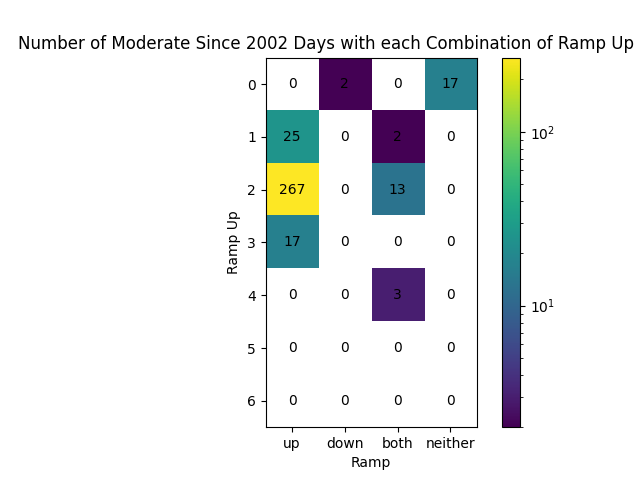 Number of Moderate Since 2002 Days with each Combination of Ramp Up
0 0 2 0 17
1 25 0 2 0
2 267 0 13 0
3 17 0 0 0
4 0 0 3 0
5 0 0 0 0
6 0 0 0 0
up down both neither
Ramp
Ramp Up
10²
10¹